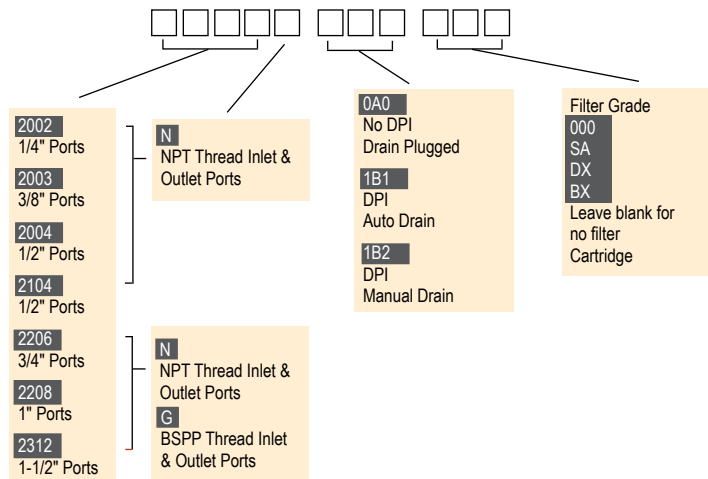 2002
1/4" Ports
2003
3/8" Ports
2004
1/2" Ports
2104
1/2" Ports
2206
3/4" Ports
2208
1" Ports
2312
1-1/2" Ports
N
NPT Thread Inlet &
Outlet Ports
N
NPT Thread Inlet &
Outlet Ports
G
BSPP Thread Inlet
& Outlet Ports
0A0
No DPI
Drain Plugged
1B1
DPI
Auto Drain
1B2
DPI
Manual Drain
Filter Grade
000
SA
DX
BX
Leave blank for
no filter
Cartridge